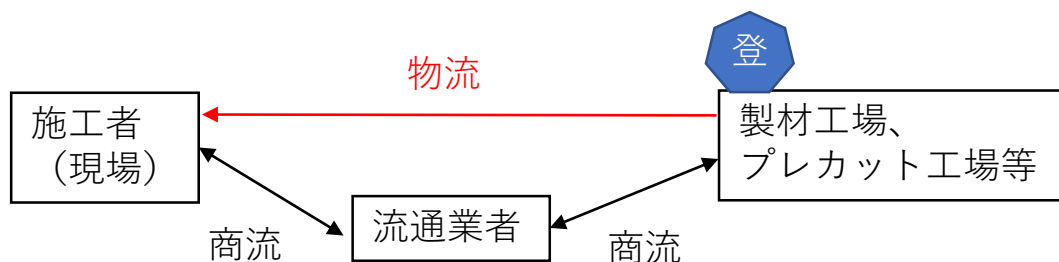 登
物流
施工者
（現場）
製材工場、
プレカット工場等
流通業者
商流
商流